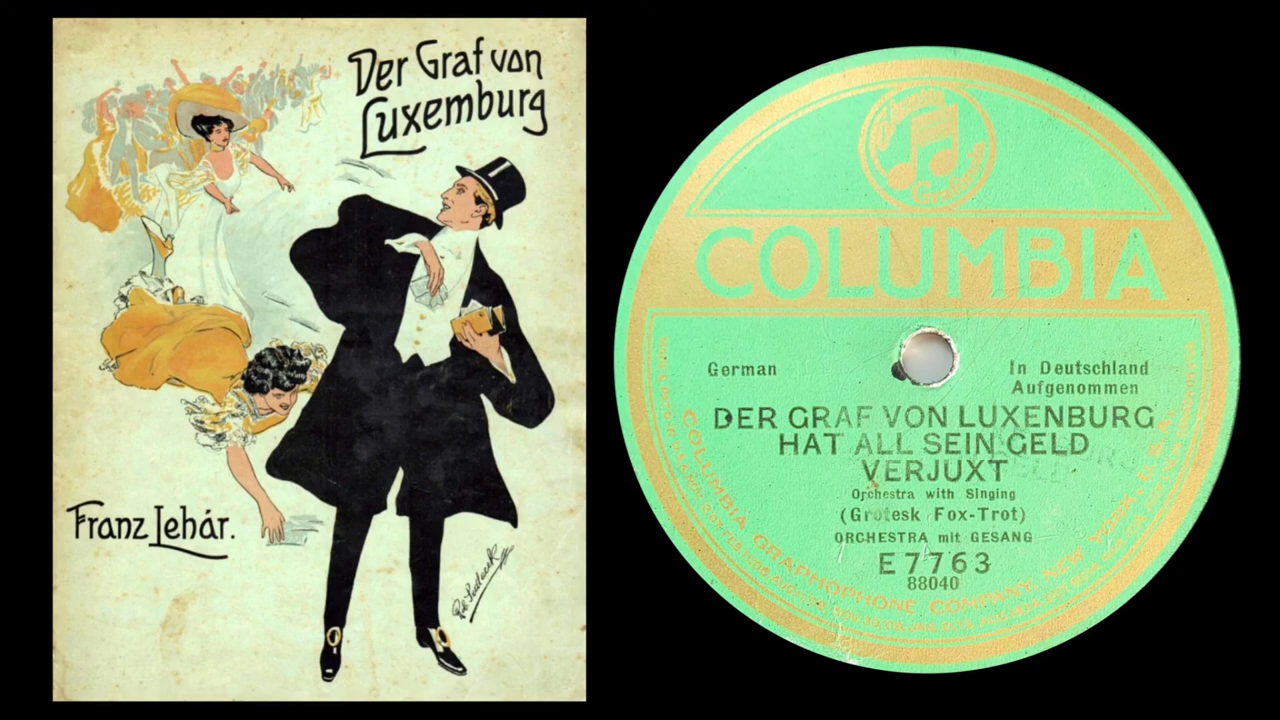 Der Graf von
Luxemburg
Franz Lehár.
COLUMBIA
German
In Deutschland
Aufgenommen
DER GRAF VON LUXENBURG
HAT ALL SEIN GELD
VERJUXT
Orchestra with Singing
(Grotesk Fox-Trot)
ORCHESTRA mit GESANG
E7763
88040
COLUMBIA GRAPHOPHONE COMPANY, NEW YORK, U.S.A.